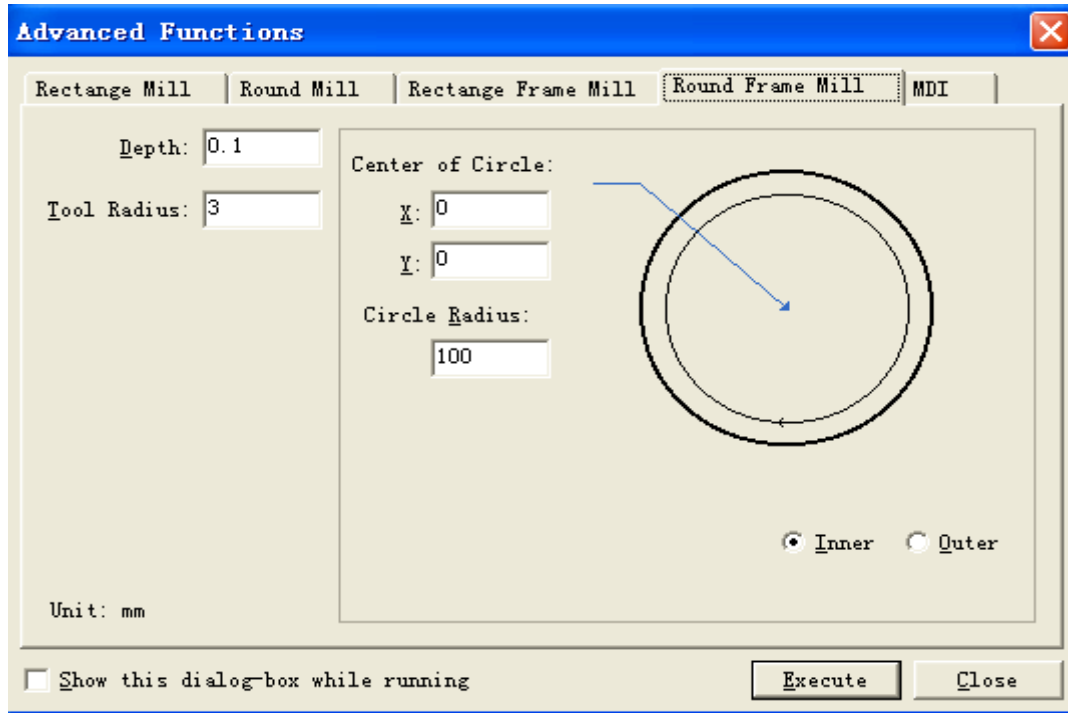 Advanced Functions
Rectange Mill Round Mill Rectange Frame Mill Round Frame Mill MDI
Depth: 0.1
Tool Radius: 3
Center of Circle:
X: 0
Y: 0
Circle Radius:
100
Inner Outer
Unit: mm
Show this dialog-box while running Execute Close